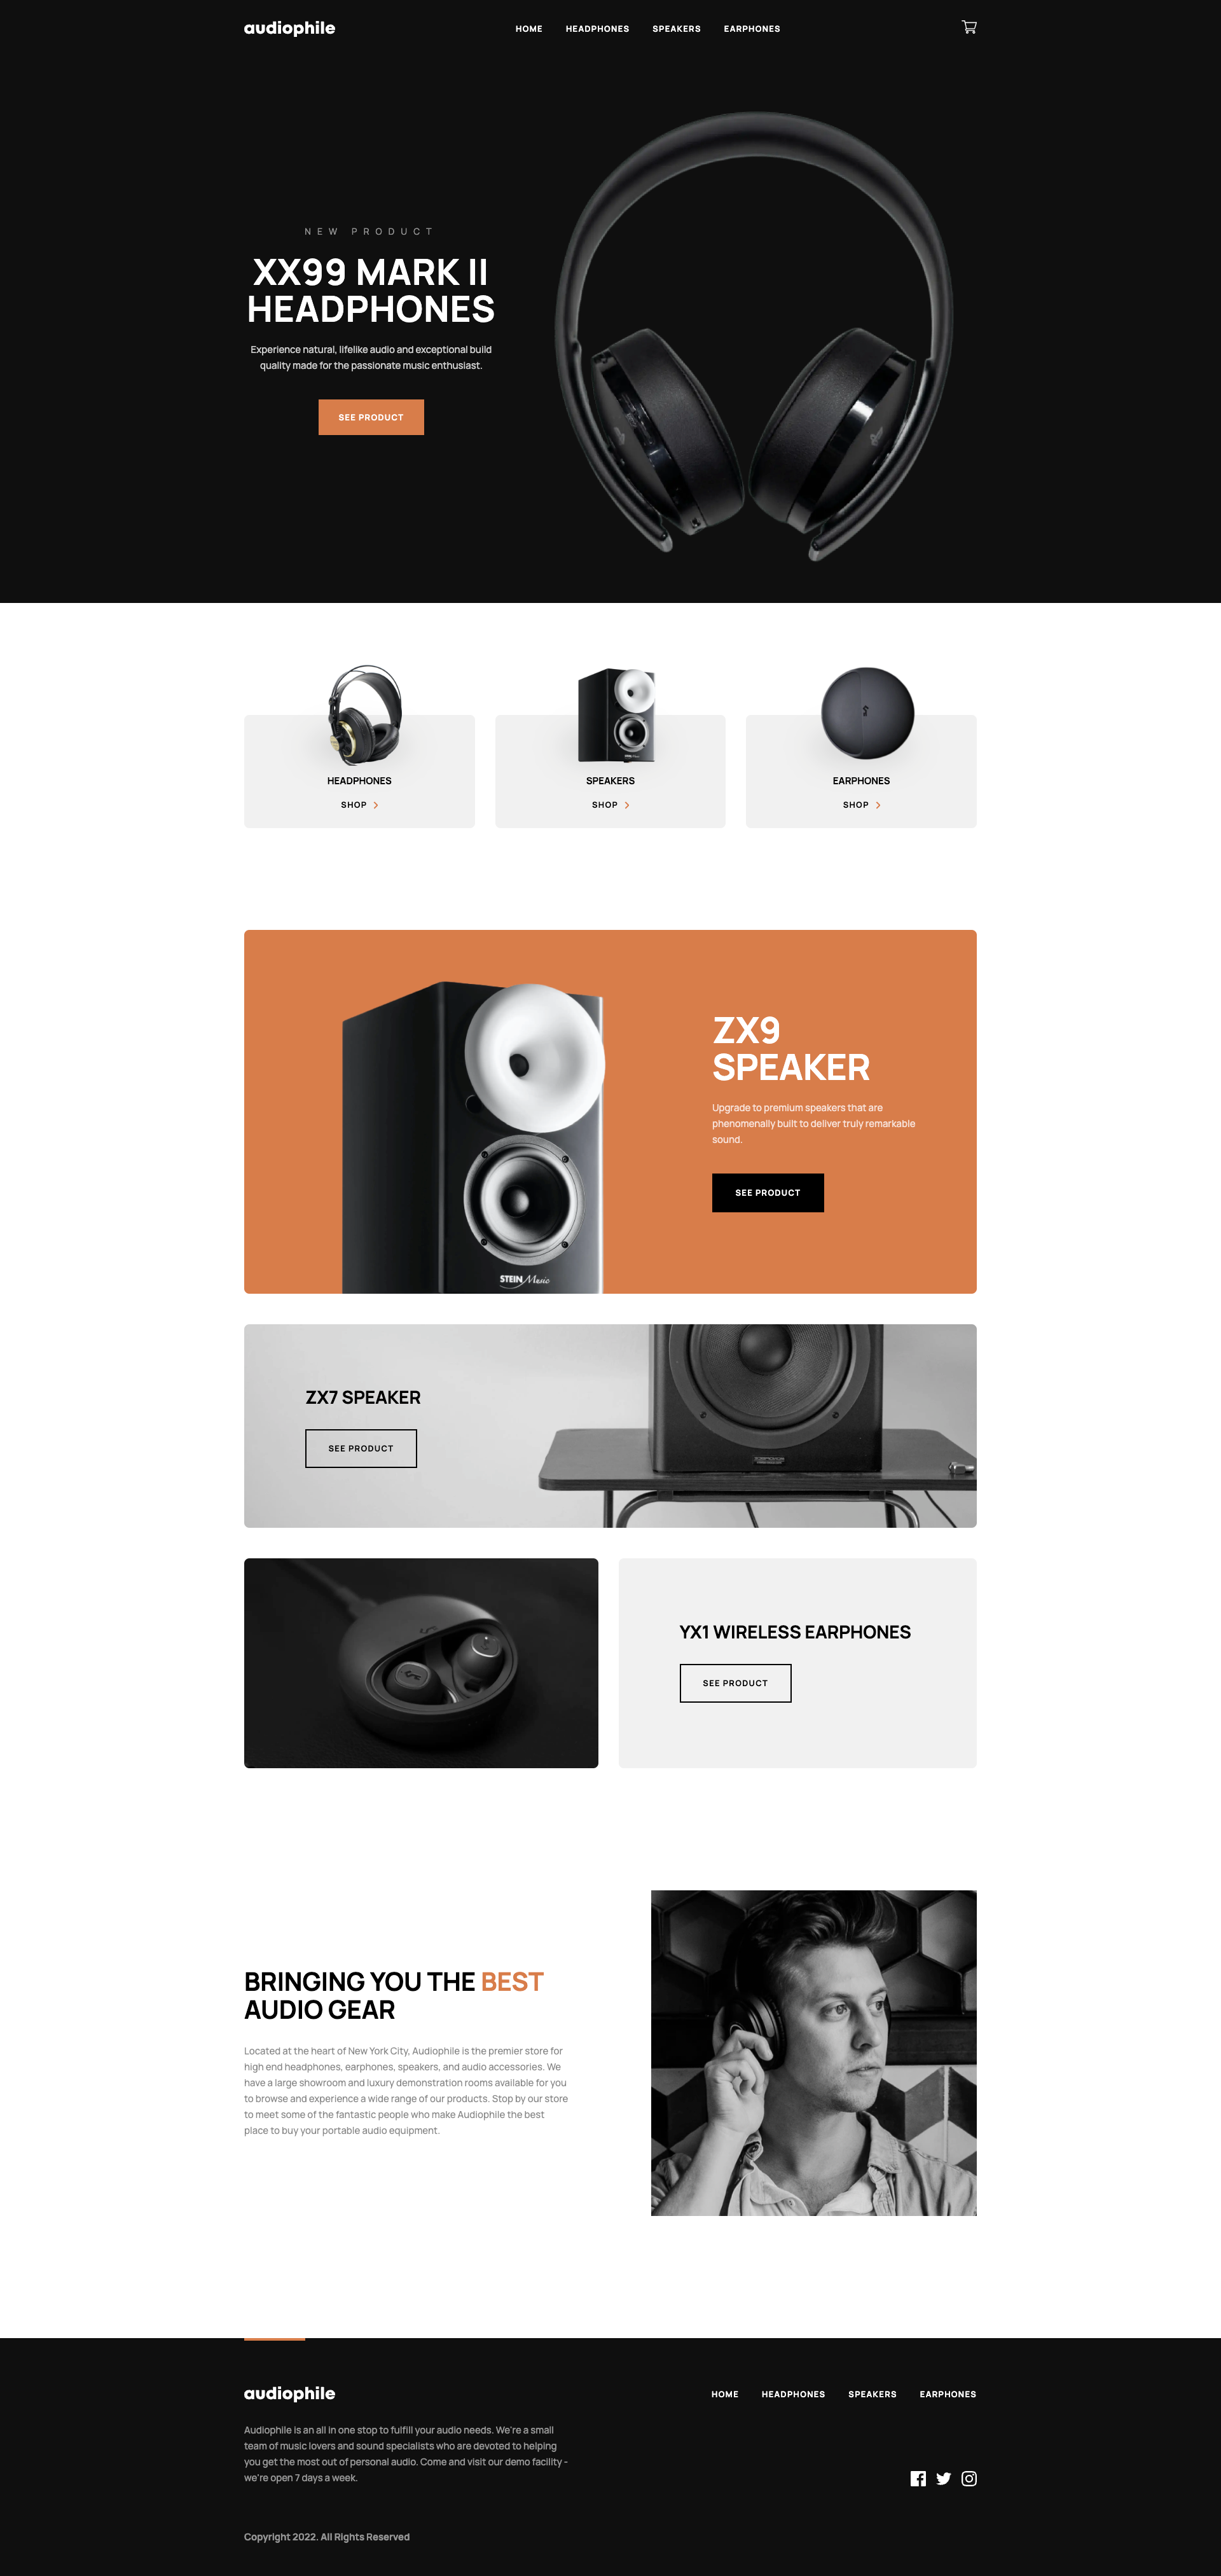 audiophile
HOME HEADPHONES SPEAKERS EARPHONES
NEW PRODUCT
XX99 MARK II
HEADPHONES
Experience natural, lifelike audio and exceptional build
quality made for the passionate music enthusiast.
SEE PRODUCT
HEADPHONES
SHOP
SPEAKERS
SHOP
EARPHONES
SHOP
ZX9
SPEAKER
Upgrade to premium speakers that are
phenomenally built to deliver truly remarkable
sound.
SEE PRODUCT
STEIN Music
ZX7 SPEAKER
SEE PRODUCT
YX1 WIRELESS EARPHONES
SEE PRODUCT
BRINGING YOU THE BEST
AUDIO GEAR
Located at the heart of New York City, Audiophile is the premier store for
high end headphones, earphones, speakers, and audio accessories. We
have a large showroom and luxury demonstration rooms available for you
to browse and experience a wide range of our products. Stop by our store
to meet some of the fantastic people who make Audiophile the best
place to buy your portable audio equipment.
audiophile
HOME HEADPHONES SPEAKERS EARPHONES
Audiophile is an all in one stop to fulfill your audio needs. We're a small
team of music lovers and sound specialists who are devoted to helping
you get the most out of personal audio. Come and visit our demo facility -
we're open 7 days a week.
Copyright 2022. All Rights Reserved